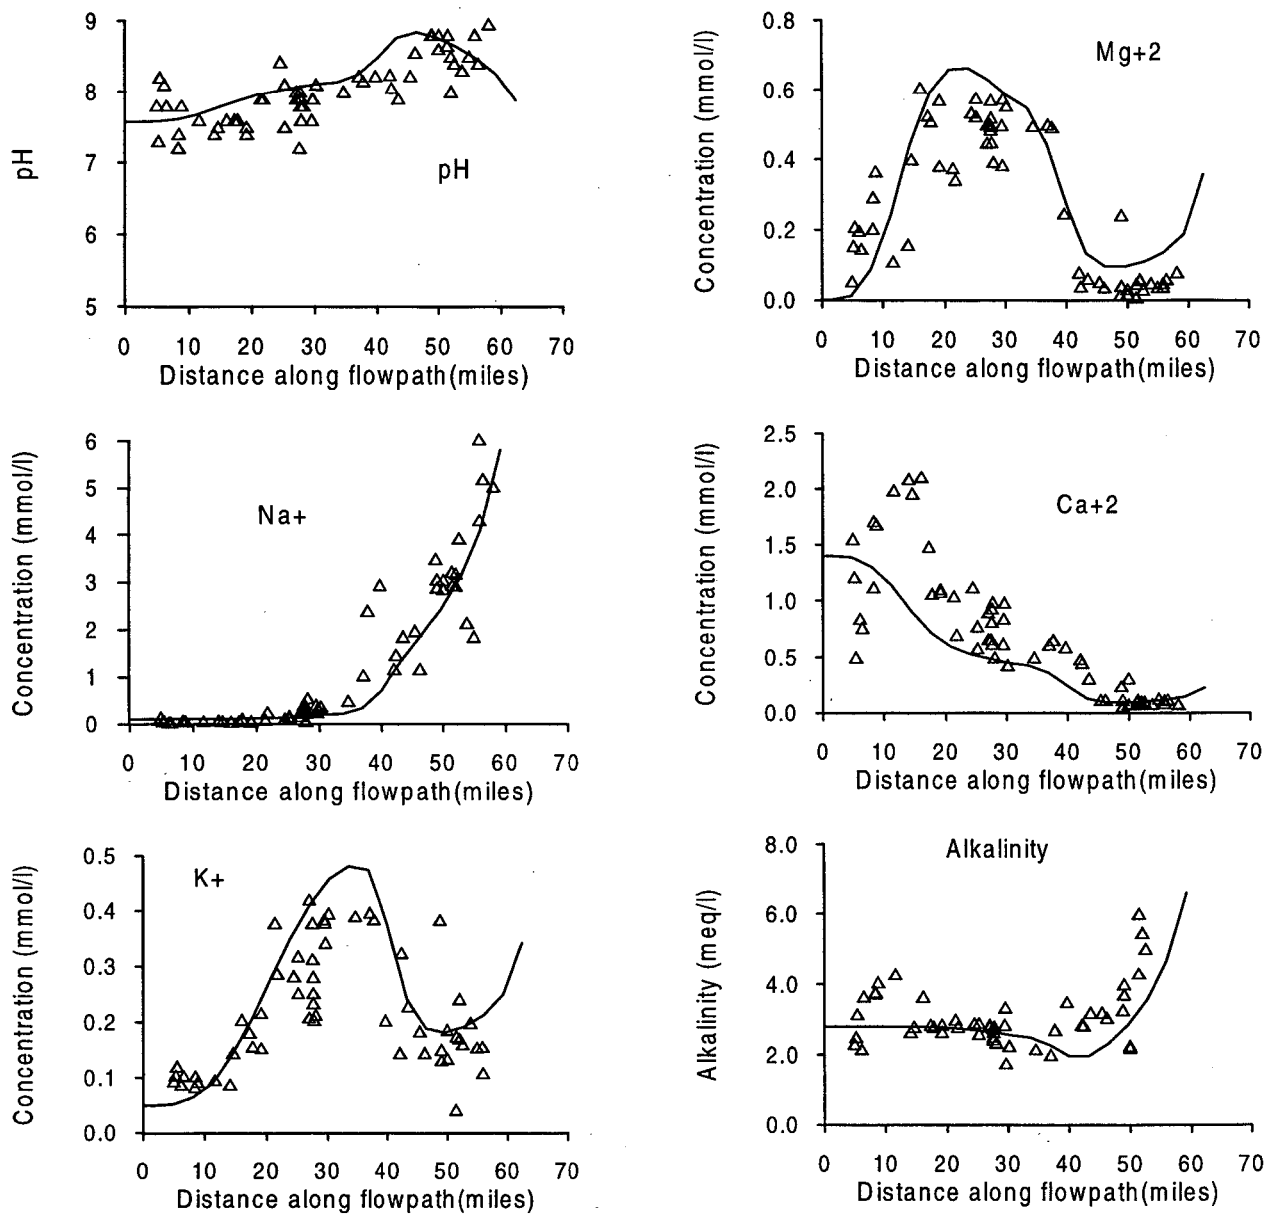 9
8
7
6
5
pH
pH
0 10 20 30 40 50 60 70
Distance along flowpath(miles)
0.8
0.6
0.4
0.2
0.0
Concentration (mmol/l)
Mg+2
0 10 20 30 40 50 60 70
Distance along flowpath(miles)
6
5
4
3
2
1
0
Concentration (mmol/l)
Na+
0 10 20 30 40 50 60 70
Distance along flowpath(miles)
2.5
2.0
1.5
1.0
0.5
0.0
Concentration (mmol/l)
Ca+2
0 10 20 30 40 50 60 70
Distance along flowpath(miles)
0.5
0.4
0.3
0.2
0.1
0.0
Concentration (mmol/l)
K+
0 10 20 30 40 50 60 70
Distance along flowpath(miles)
8.0
6.0
4.0
2.0
0.0
Alkalinity (meq/l)
Alkalinity
0 10 20 30 40 50 60 70
Distance along flowpath(miles)